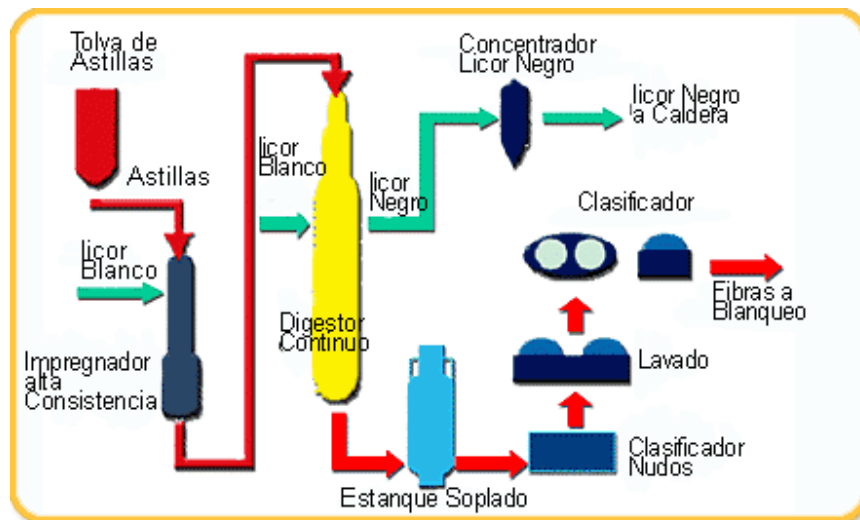 Tolva de
Astillas
Astillas
licor
Blanco
Impregnador
alta
Consistencia
licor
Blanco
licor
Negro
Digestor
Continuo
Concentrador
Licor Negro
licor Negro
a Caldera
Clasificador
Fibras a
Blanqueo
Lavado
Clasificador
Nudos
Estanque Soplado